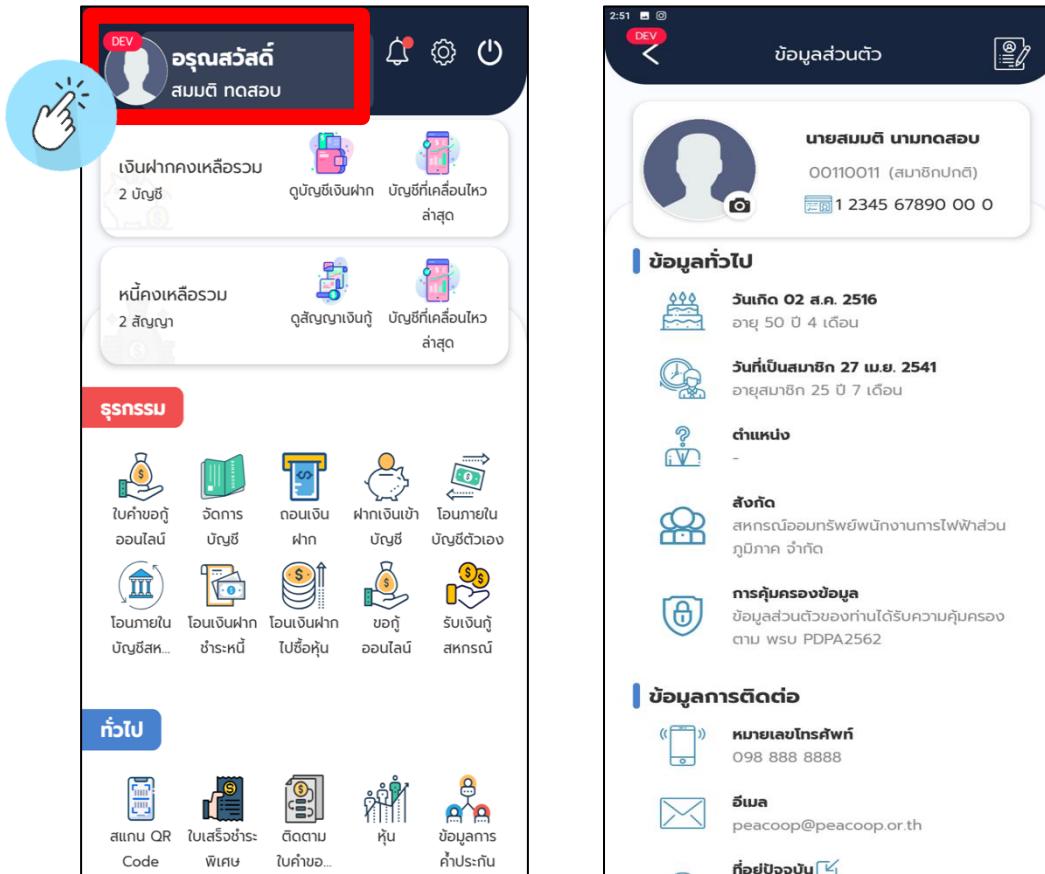 DEV
อรุณสวัสดิ์
สมมติ ทดสอบ
เงินฝากคงเหลือรวม
2 บัญชี
ดูบัญชีเงินฝาก
บัญชีที่เคลื่อนไหว
ล่าสุด
หนี้คงเหลือรวม
2 สัญญา
ดูสัญญาเงินกู้
บัญชีที่เคลื่อนไหว
ล่าสุด
ธุรกรรม
ใบคำขอกู้
ออนไลน์
จัดการ
บัญชี
ถอนเงิน
ฝาก
ฝากเงินเข้า
บัญชี
โอนภายใน
บัญชีตัวเอง
โอนภายใน
บัญชีสห...
โอนเงินฝาก
ชำระหนี้
โอนเงินฝาก
ไปซื้อหุ้น
ขอกู้
ออนไลน์
รับเงินกู้
สหกรณ์
ทั่วไป
สแกน QR
Code
ใบเสร็จชำระ
พิเศษ
ติดตาม
ใบคำขอ...
หุ้น
ข้อมูลการ
ค้ำประกัน
2:51
DEV
ข้อมูลส่วนตัว
นายสมมติ นามทดสอบ
00110011 (สมาชิกปกติ)
1 2345 67890 00 0
ข้อมูลทั่วไป
วันเกิด 02 ส.ค. 2516
อายุ 50 ปี 4 เดือน
วันที่เป็นสมาชิก 27 เม.ย. 2541
อายุสมาชิก 25 ปี 7 เดือน
ตำแหน่ง
-
สังกัด
สหกรณ์ออมทรัพย์พนักงานการไฟฟ้าส่วน
ภูมิภาค จำกัด
การคุ้มครองข้อมูล
ข้อมูลส่วนตัวของท่านได้รับความคุ้มครอง
ตาม พรบ PDPA2562
ข้อมูลการติดต่อ
หมายเลขโทรศัพท์
098 888 8888
อีเมล
peacoop@peacoop.or.th
ที่อยู่ปัจจุบัน